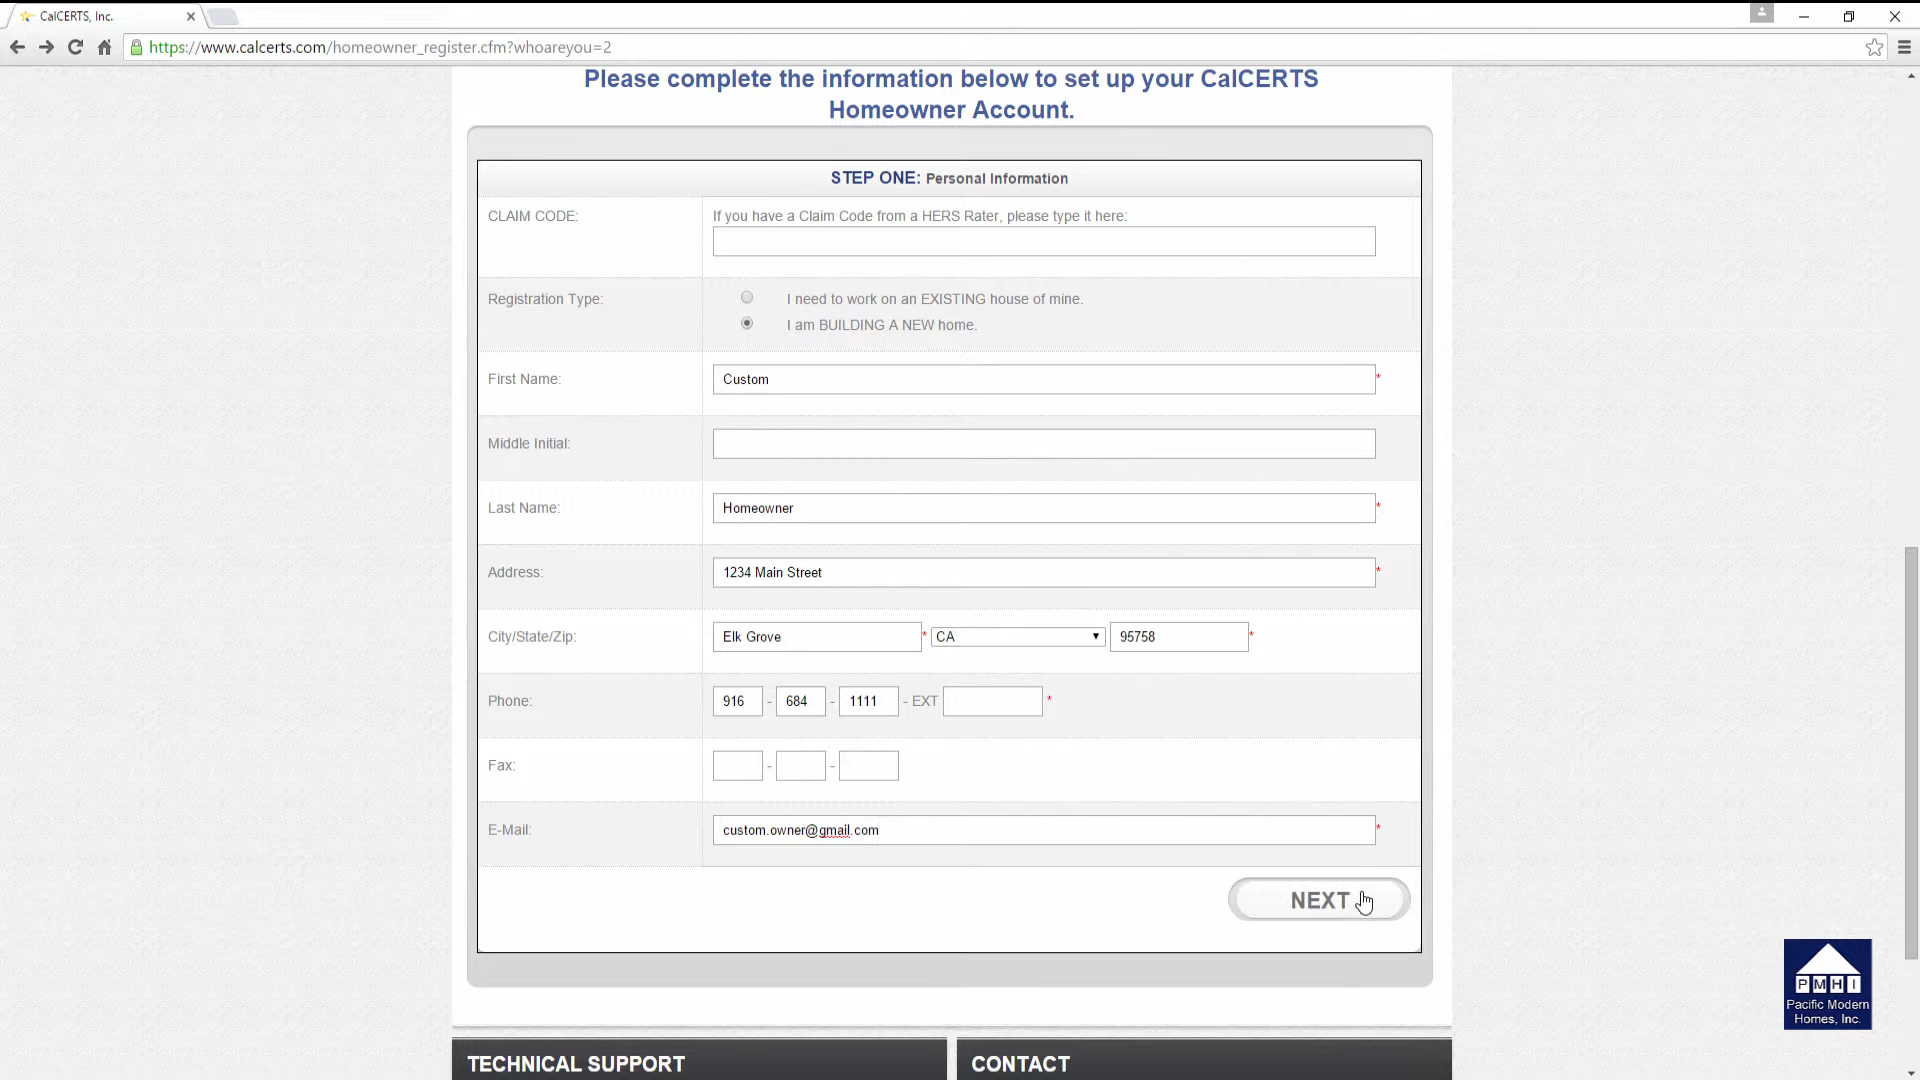 CalCERTS, Inc.
https://www.calcerts.com/homeowner_register.cfm?whoareyou=2
Please complete the information below to set up your CalCERTS
Homeowner Account.
STEP ONE: Personal Information
CLAIM CODE:
If you have a Claim Code from a HERS Rater, please type it here:
Registration Type:
I need to work on an EXISTING house of mine.
I am BUILDING A NEW home.
First Name:
Custom
*
Middle Initial:
Last Name:
Homeowner
*
Address:
1234 Main Street
*
City/State/Zip:
Elk Grove * CA 95758 *
Phone:
916 - 684 - 1111 - EXT *
Fax:
- -
E-Mail:
custom.owner@gmail.com
*
NEXT
PMHI
Pacific Modern
Homes, Inc.
TECHNICAL SUPPORT
CONTACT